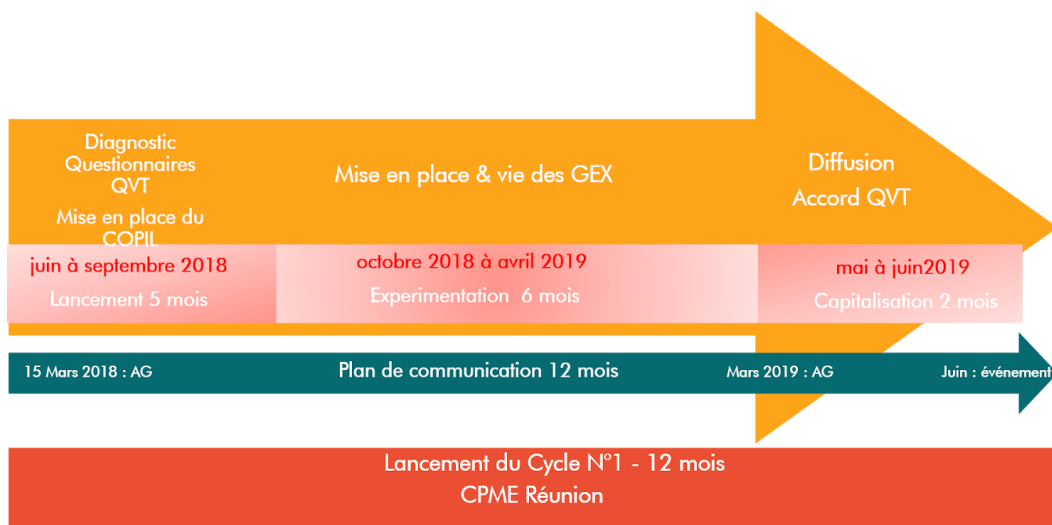 Diagnostic
Questionnaires
QVT
Mise en place du
COPIL
Mise en place & vie des GEX
Diffusion
Accord QVT
juin à septembre 2018
Lancement 5 mois
octobre 2018 à avril 2019
Experimentation 6 mois
mai à juin2019
Capitalisation 2 mois
15 Mars 2018 : AG
Plan de communication 12 mois
Mars 2019 : AG
Juin : événement
Lancement du Cycle N°1 - 12 mois
CPME Réunion